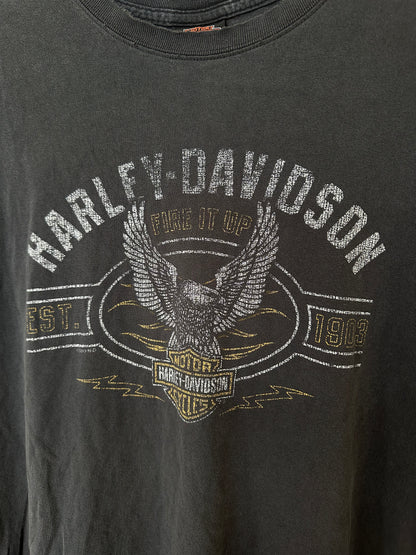 HARLEY-DAVIDSON
FIRE IT UP
EST. 1903
MOTOR
HARLEY-DAVIDSON
CYCLES